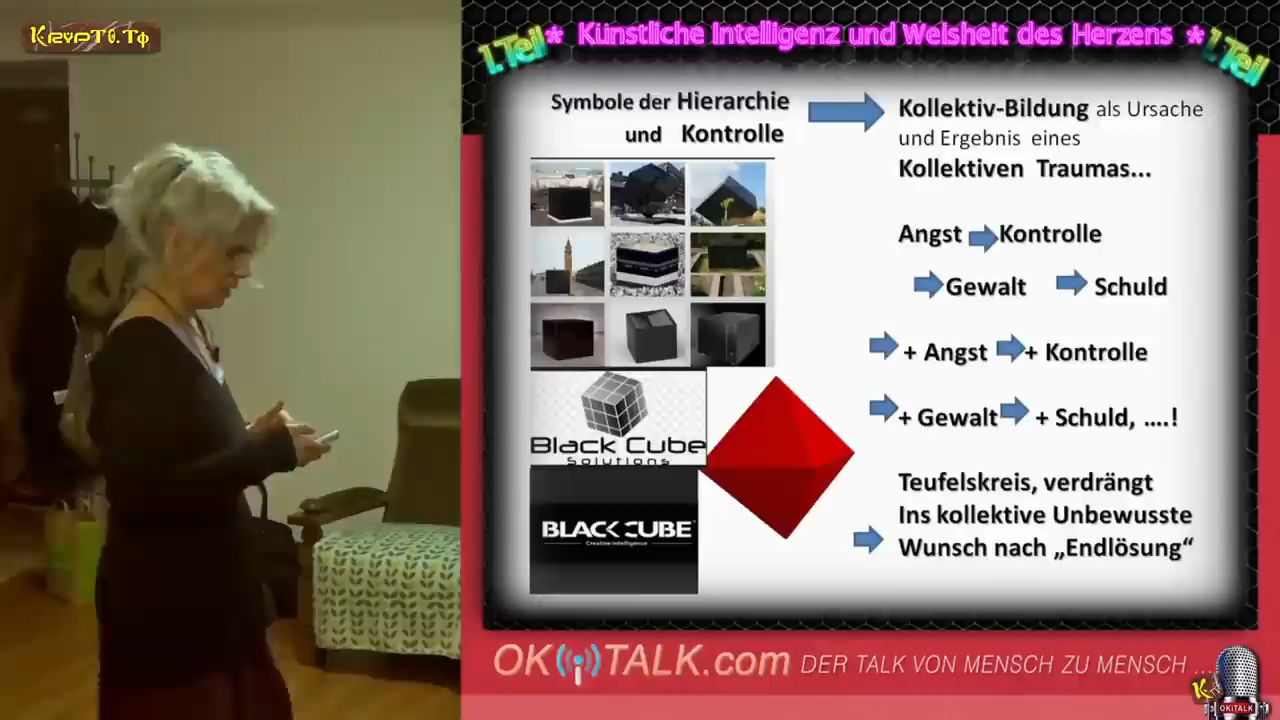 KrypTo.To
1.Teil * Künstliche Intelligenz und Weisheit des Herzens * 1.Teil
Symbole der Hierarchie
und Kontrolle
Kollektiv-Bildung als Ursache
und Ergebnis eines
Kollektiven Traumas...
Angst Kontrolle
Gewalt Schuld
+ Angst + Kontrolle
+ Gewalt + Schuld, ....!
Teufelskreis, verdrängt
Ins kollektive Unbewusste
Wunsch nach „Endlösung“
Black Cube
Solutions
BLACK CUBE
Creative Intelligence
OKiTALK.com DER TALK VON MENSCH ZU MENSCH ...
OKiTALK